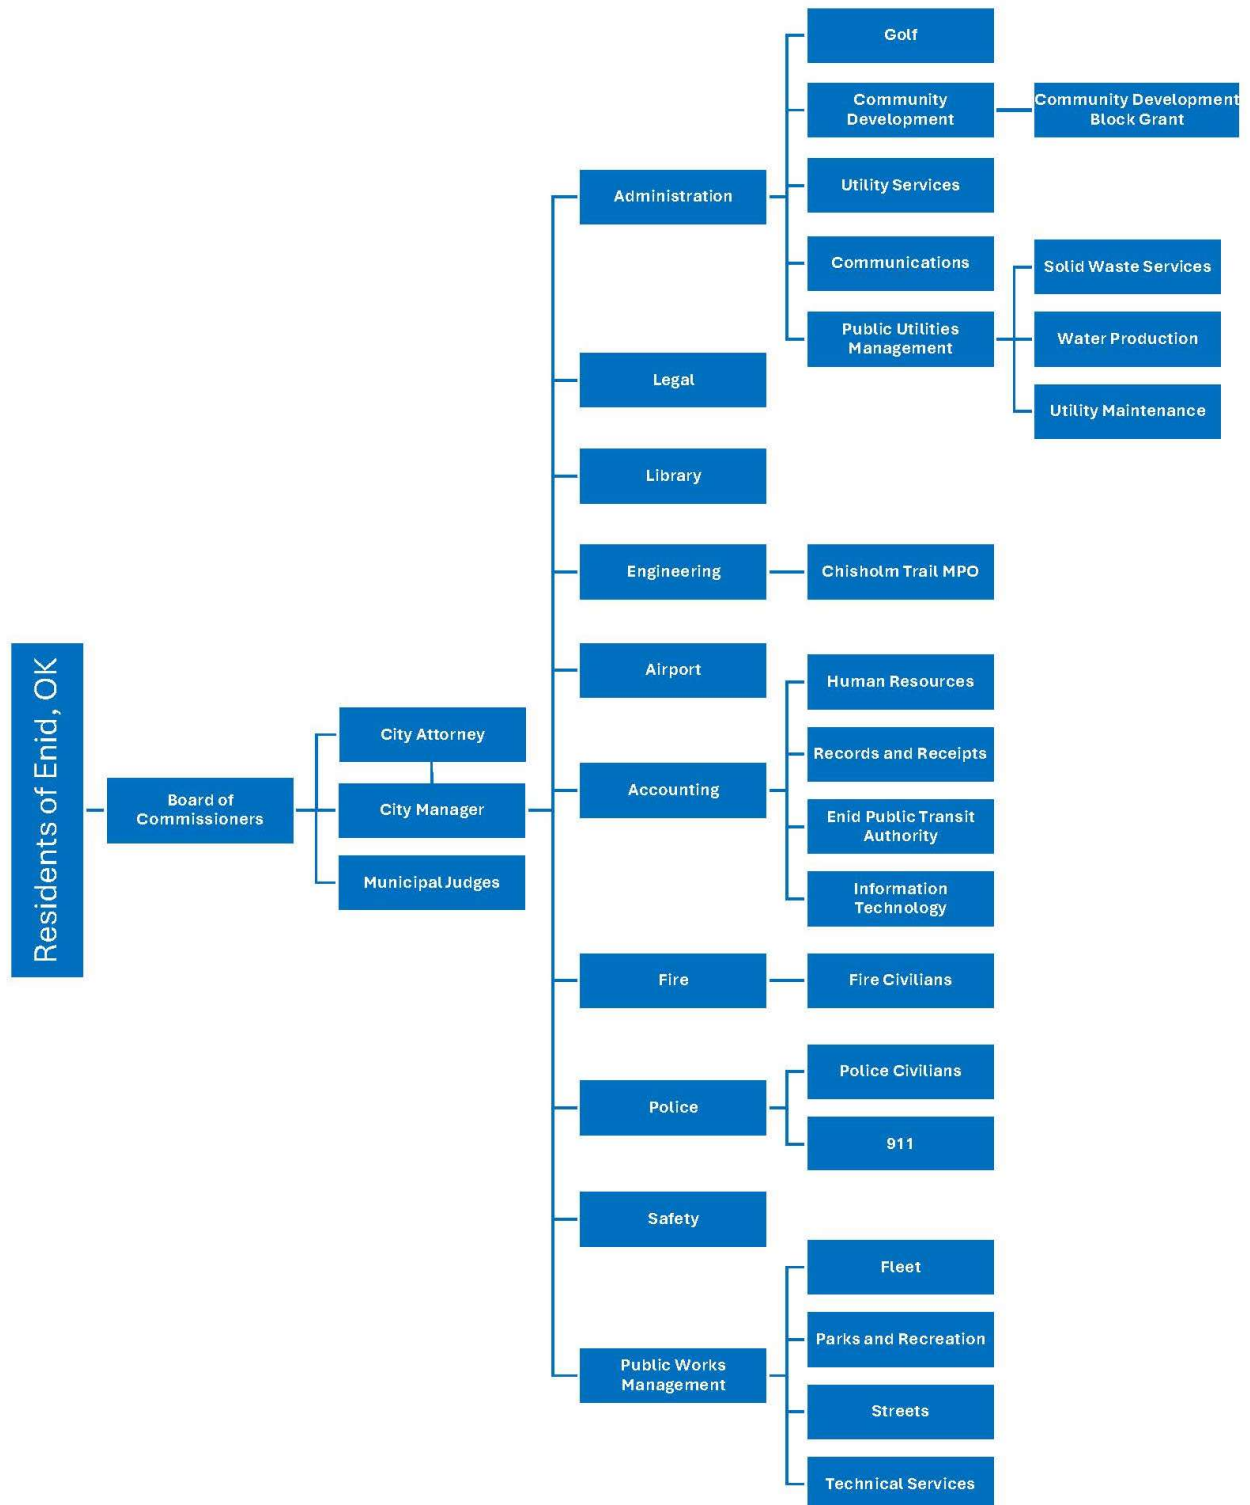 Residents of Enid, OK
Board of
Commissioners
City Attorney
City Manager
Municipal Judges
Administration
Golf
Community
Development
Community Development
Block Grant
Utility Services
Communications
Public Utilities
Management
Solid Waste Services
Water Production
Utility Maintenance
Legal
Library
Engineering
Chisholm Trail MPO
Airport
Accounting
Human Resources
Records and Receipts
Enid Public Transit
Authority
Information
Technology
Fire
Fire Civilians
Police
Police Civilians
911
Safety
Public Works
Management
Fleet
Parks and Recreation
Streets
Technical Services